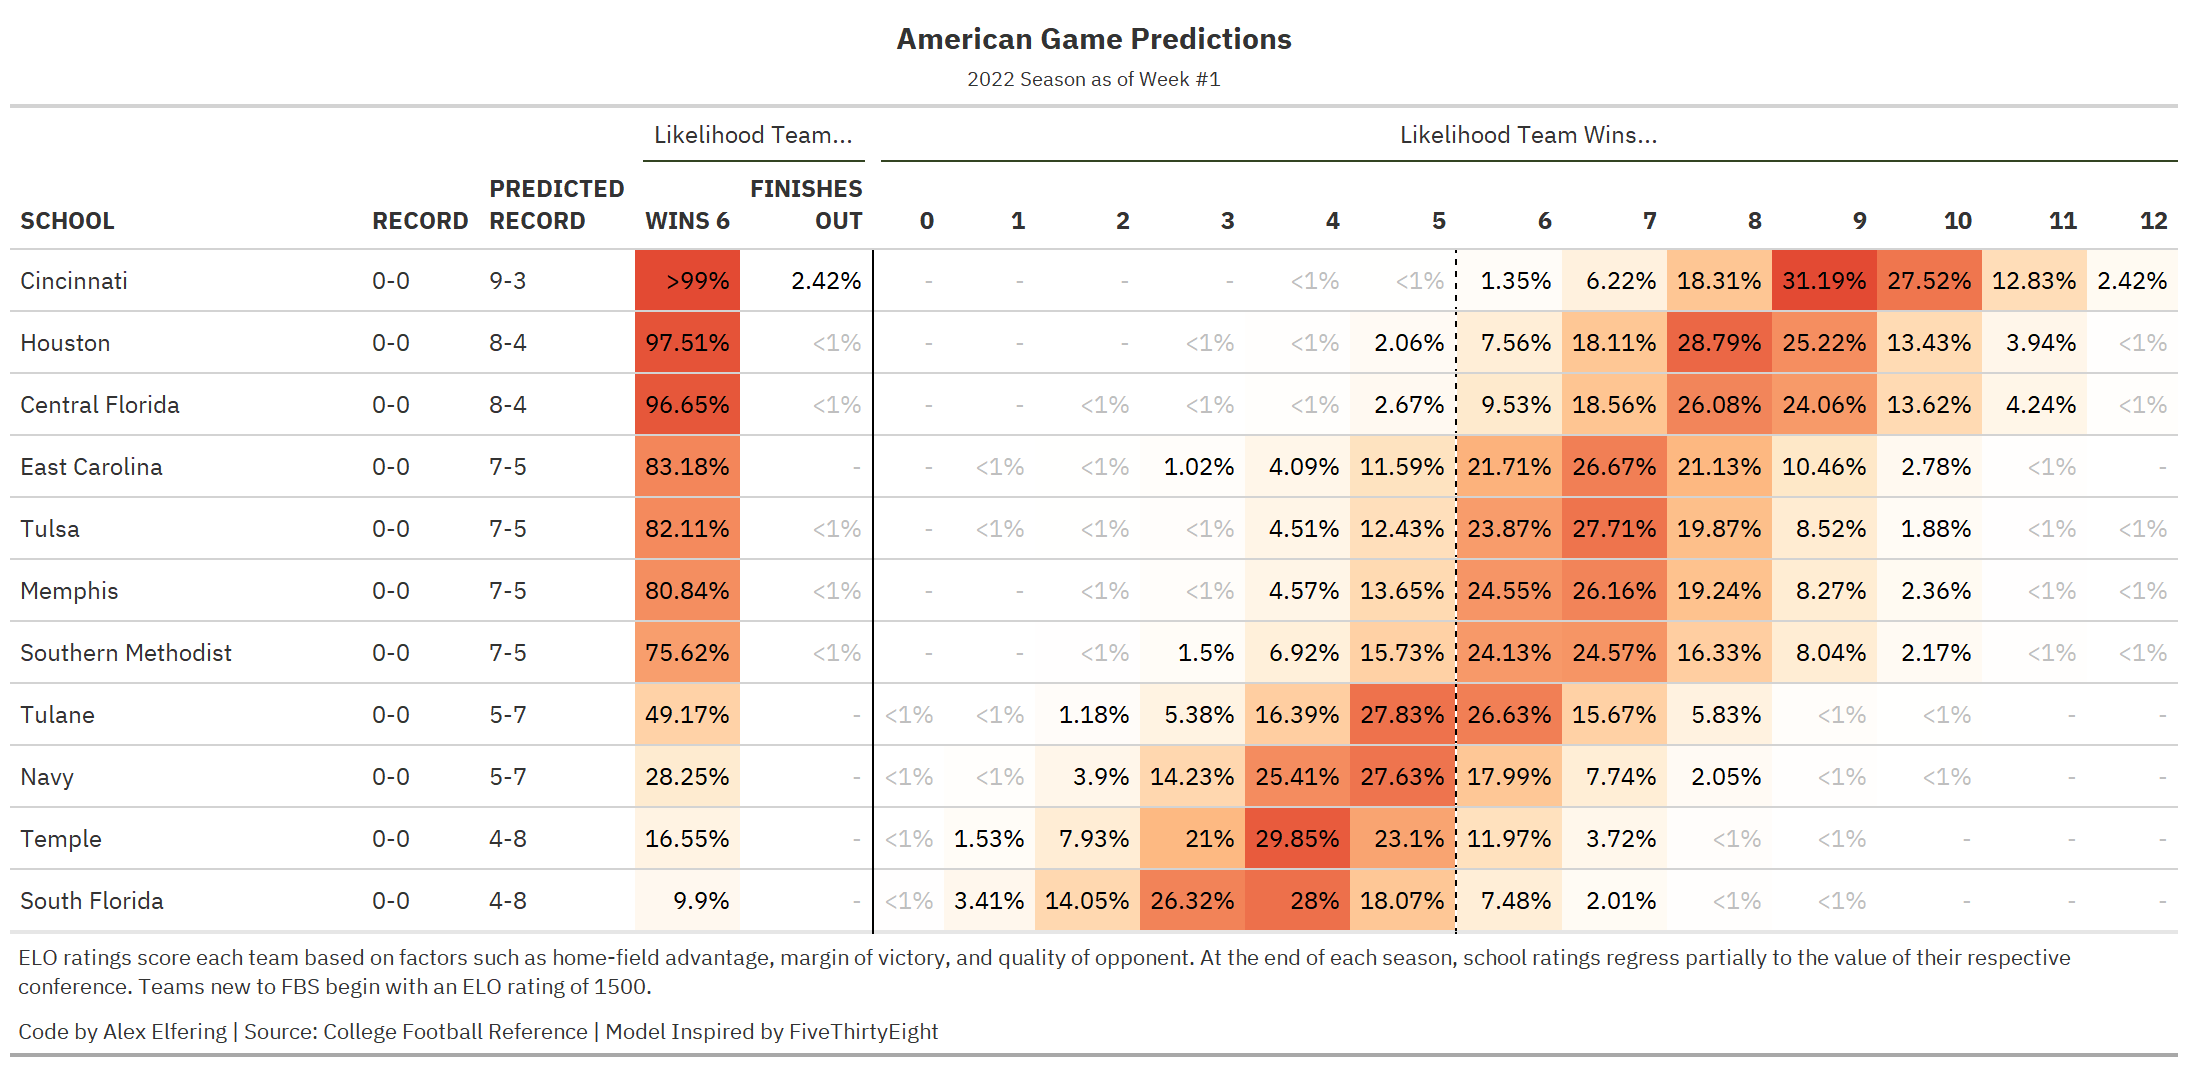 American Game Predictions
2022 Season as of Week #1
Likelihood Team... Likelihood Team Wins...
SCHOOL RECORD PREDICTED RECORD WINS 6 FINISHES OUT 0 1 2 3 4 5 6 7 8 9 10 11 12
Cincinnati 0-0 9-3 >99% 2.42% - - - - <1% <1% 1.35% 6.22% 18.31% 31.19% 27.52% 12.83% 2.42%
Houston 0-0 8-4 97.51% <1% - - - <1% <1% 2.06% 7.56% 18.11% 28.79% 25.22% 13.43% 3.94% <1%
Central Florida 0-0 8-4 96.65% <1% - - <1% <1% <1% 2.67% 9.53% 18.56% 26.08% 24.06% 13.62% 4.24% <1%
East Carolina 0-0 7-5 83.18% - - <1% <1% 1.02% 4.09% 11.59% 21.71% 26.67% 21.13% 10.46% 2.78% <1% -
Tulsa 0-0 7-5 82.11% <1% - <1% <1% <1% 4.51% 12.43% 23.87% 27.71% 19.87% 8.52% 1.88% <1% <1%
Memphis 0-0 7-5 80.84% <1% - - <1% <1% 4.57% 13.65% 24.55% 26.16% 19.24% 8.27% 2.36% <1% <1%
Southern Methodist 0-0 7-5 75.62% <1% - - <1% 1.5% 6.92% 15.73% 24.13% 24.57% 16.33% 8.04% 2.17% <1% <1%
Tulane 0-0 5-7 49.17% - <1% <1% 1.18% 5.38% 16.39% 27.83% 26.63% 15.67% 5.83% <1% <1% - -
Navy 0-0 5-7 28.25% - <1% <1% 3.9% 14.23% 25.41% 27.63% 17.99% 7.74% 2.05% <1% <1% - -
Temple 0-0 4-8 16.55% - <1% 1.53% 7.93% 21% 29.85% 23.1% 11.97% 3.72% <1% <1% - - -
South Florida 0-0 4-8 9.9% - <1% 3.41% 14.05% 26.32% 28% 18.07% 7.48% 2.01% <1% <1% - - -
ELO ratings score each team based on factors such as home-field advantage, margin of victory, and quality of opponent. At the end of each season, school ratings regress partially to the value of their respective
conference. Teams new to FBS begin with an ELO rating of 1500.
Code by Alex Elfering | Source: College Football Reference | Model Inspired by FiveThirtyEight